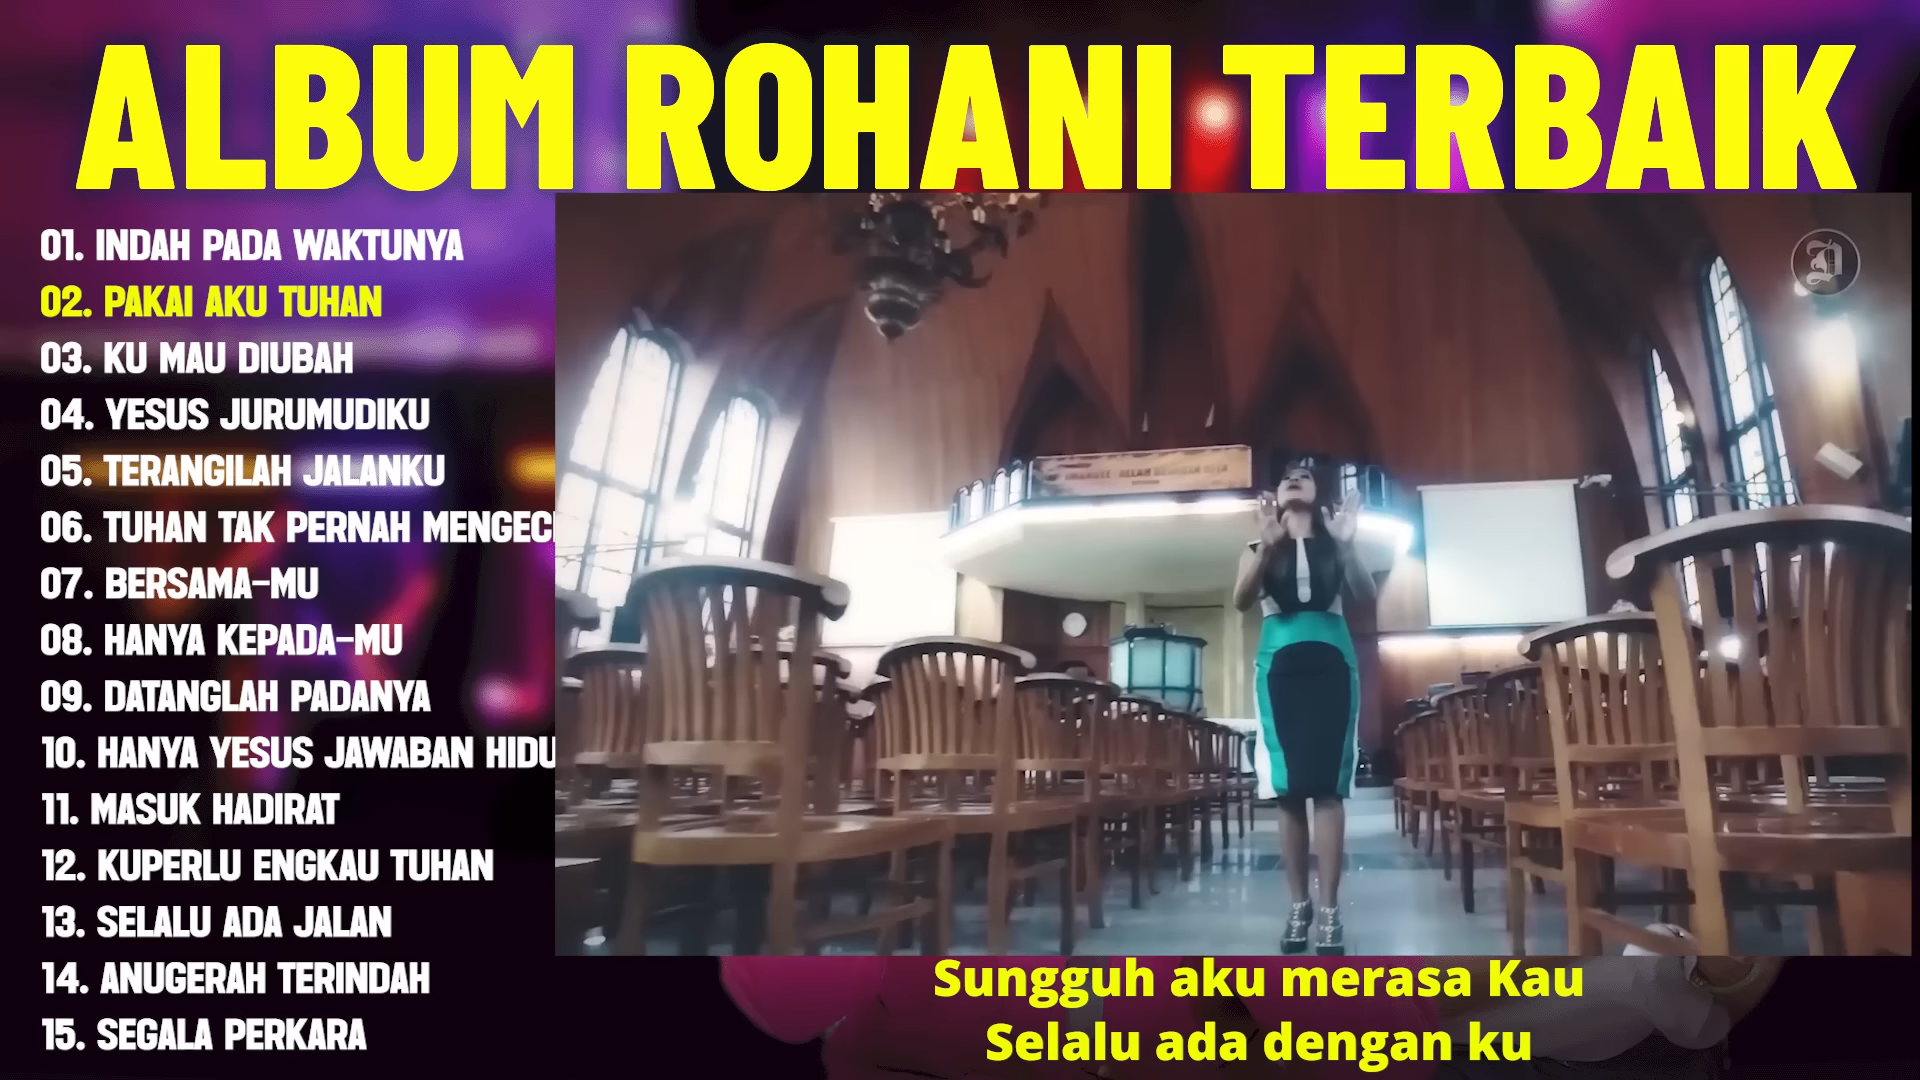 ALBUM ROHANI TERBAIK
01. INDAH PADA WAKTUNYA
02. PAKAI AKU TUHAN
03. KU MAU DIUBAH
04. YESUS JURUMUDIKU
05. TERANGILAH JALANKU
06. TUHAN TAK PERNAH
07. BERSAMA-MU
08. HANYA KEPADA-MU
09. DATANGLAH PADANYA
10. HANYA YESUS JAWABAN
11. MASUK HADIRAT
12. KUPERLU ENGKAU TUHAN
13. SELALU ADA JALAN
14. ANUGERAH TERINDAH
15. SEGALA PERKARA
Sungguh aku merasa Kau
Selalu ada dengan ku